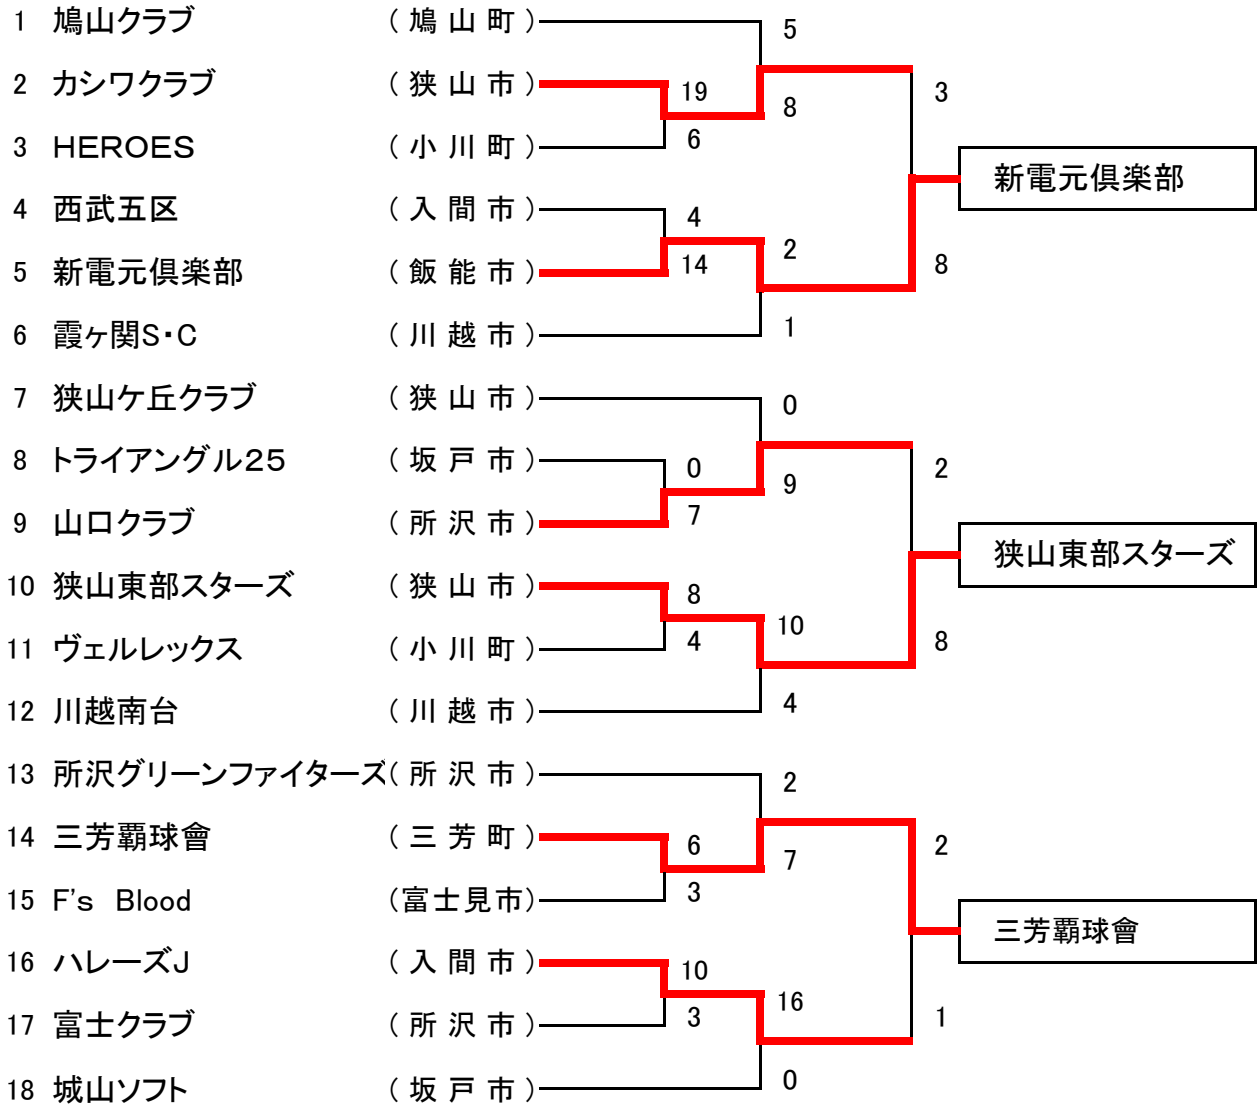 1 鳩山クラブ (鳩山町) 5
2 カシワクラブ (狭山市) 19 8 3
3 HEROES (小川町) 6
新電元倶楽部
4 西武五区 (入間市) 4
5 新電元倶楽部 (飯能市) 14 2 8
6 霞ヶ関S・C (川越市) 1
7 狭山ケ丘クラブ (狭山市) 0
8 トライアングル25 (坂戸市) 0 9 2
9 山口クラブ (所沢市) 7
狭山東部スターズ
10 狭山東部スターズ (狭山市) 8
11 ヴェルレックス (小川町) 4 10 8
12 川越南台 (川越市) 4
13 所沢グリーンファイターズ (所沢市) 2
14 三芳覇球會 (三芳町) 6 7 2
15 F's Blood (富士見市) 3
三芳覇球會
16 ハレーズJ (入間市) 10
17 富士クラブ (所沢市) 3 16 1
18 城山ソフト (坂戸市) 0